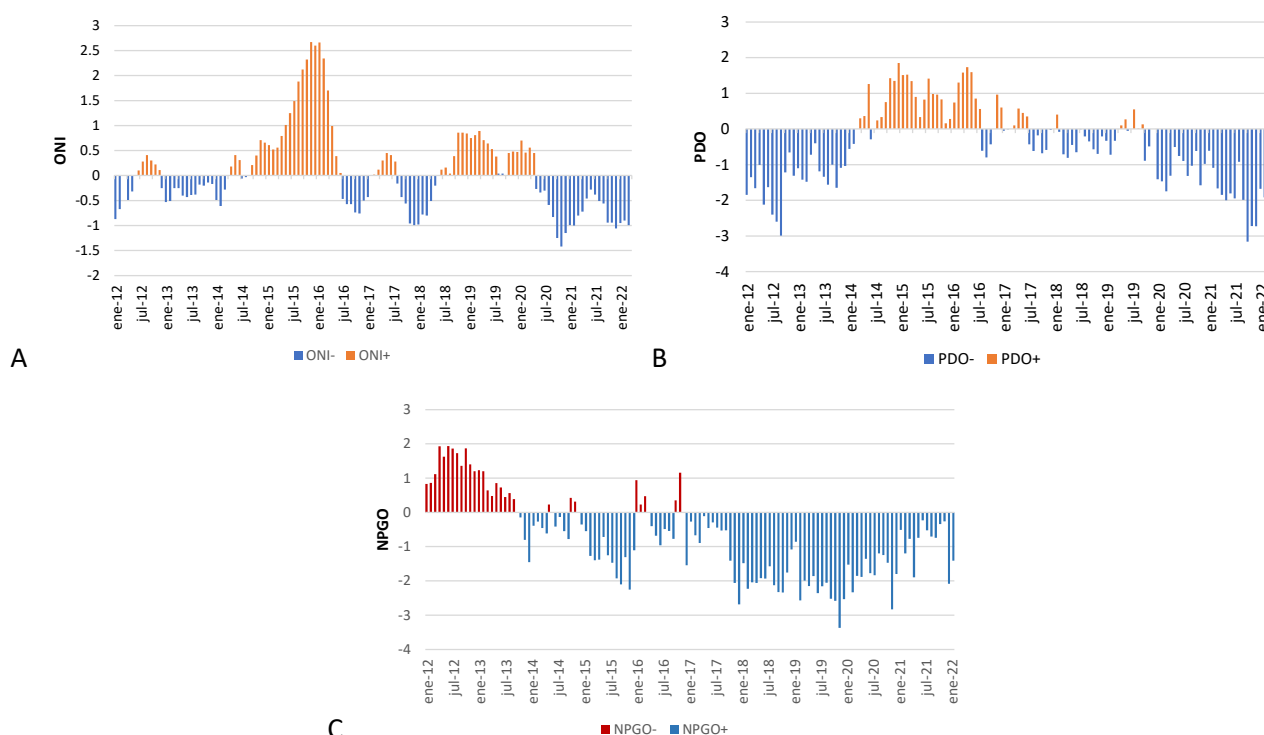 3
2.5
2
1.5
1
0.5
0
-0.5
-1
-1.5
-2
ONI
ene-12 jul-12 ene-13 jul-13 ene-14 jul-14 ene-15 jul-15 ene-16 jul-16 ene-17 jul-17 ene-18 jul-18 ene-19 jul-19 ene-20 jul-20 ene-21 jul-21 ene-22
ONI- ONI+
A
3
2
1
0
-1
-2
-3
-4
PDO
ene-12 jul-12 ene-13 jul-13 ene-14 jul-14 ene-15 jul-15 ene-16 jul-16 ene-17 jul-17 ene-18 jul-18 ene-19 jul-19 ene-20 jul-20 ene-21 jul-21 ene-22
PDO- PDO+
B
3
2
1
0
-1
-2
-3
-4
NPGO
ene-12 jul-12 ene-13 jul-13 ene-14 jul-14 ene-15 jul-15 ene-16 jul-16 ene-17 jul-17 ene-18 jul-18 ene-19 jul-19 ene-20 jul-20 ene-21 jul-21 ene-22
NPGO- NPGO+
C